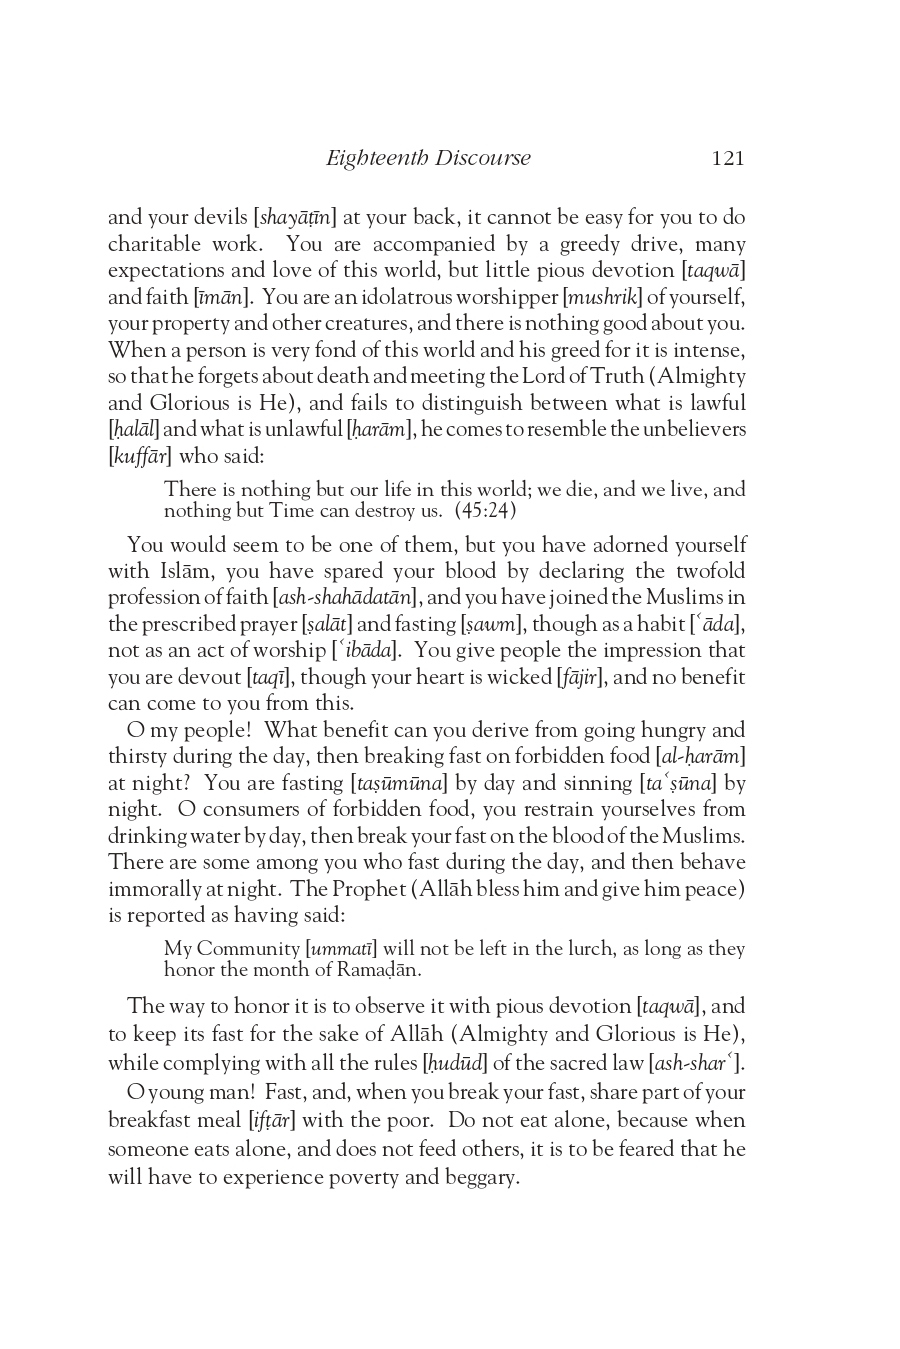 Eighteenth Discourse 121
and your devils [shayāṭīn] at your back, it cannot be easy for you to do
charitable work. You are accompanied by a greedy drive, many
expectations and love of this world, but little pious devotion [taqwā]
and faith [īmān]. You are an idolatrous worshipper [mushrik] of yourself,
your property and other creatures, and there is nothing good about you.
When a person is very fond of this world and his greed for it is intense,
so that he forgets about death and meeting the Lord of Truth (Almighty
and Glorious is He), and fails to distinguish between what is lawful
[ḥalāl] and what is unlawful [ḥarām], he comes to resemble the unbelievers
[kuffār] who said:
There is nothing but our life in this world; we die, and we live, and
nothing but Time can destroy us. (45:24)
You would seem to be one of them, but you have adorned yourself
with Islām, you have spared your blood by declaring the twofold
profession of faith [ash-shahādatān], and you have joined the Muslims in
the prescribed prayer [ṣalāt] and fasting [ṣawm], though as a habit [ʿāda],
not as an act of worship [ʿibāda]. You give people the impression that
you are devout [taqī], though your heart is wicked [fājir], and no benefit
can come to you from this.
O my people! What benefit can you derive from going hungry and
thirsty during the day, then breaking fast on forbidden food [al-ḥarām]
at night? You are fasting [taṣūmūna] by day and sinning [taʿṣūna] by
night. O consumers of forbidden food, you restrain yourselves from
drinking water by day, then break your fast on the blood of the Muslims.
There are some among you who fast during the day, and then behave
immorally at night. The Prophet (Allāh bless him and give him peace)
is reported as having said:
My Community [ummatī] will not be left in the lurch, as long as they
honor the month of Ramaḍān.
The way to honor it is to observe it with pious devotion [taqwā], and
to keep its fast for the sake of Allāh (Almighty and Glorious is He),
while complying with all the rules [ḥudūd] of the sacred law [ash-sharʿ].
O young man! Fast, and, when you break your fast, share part of your
breakfast meal [ifṭār] with the poor. Do not eat alone, because when
someone eats alone, and does not feed others, it is to be feared that he
will have to experience poverty and beggary.